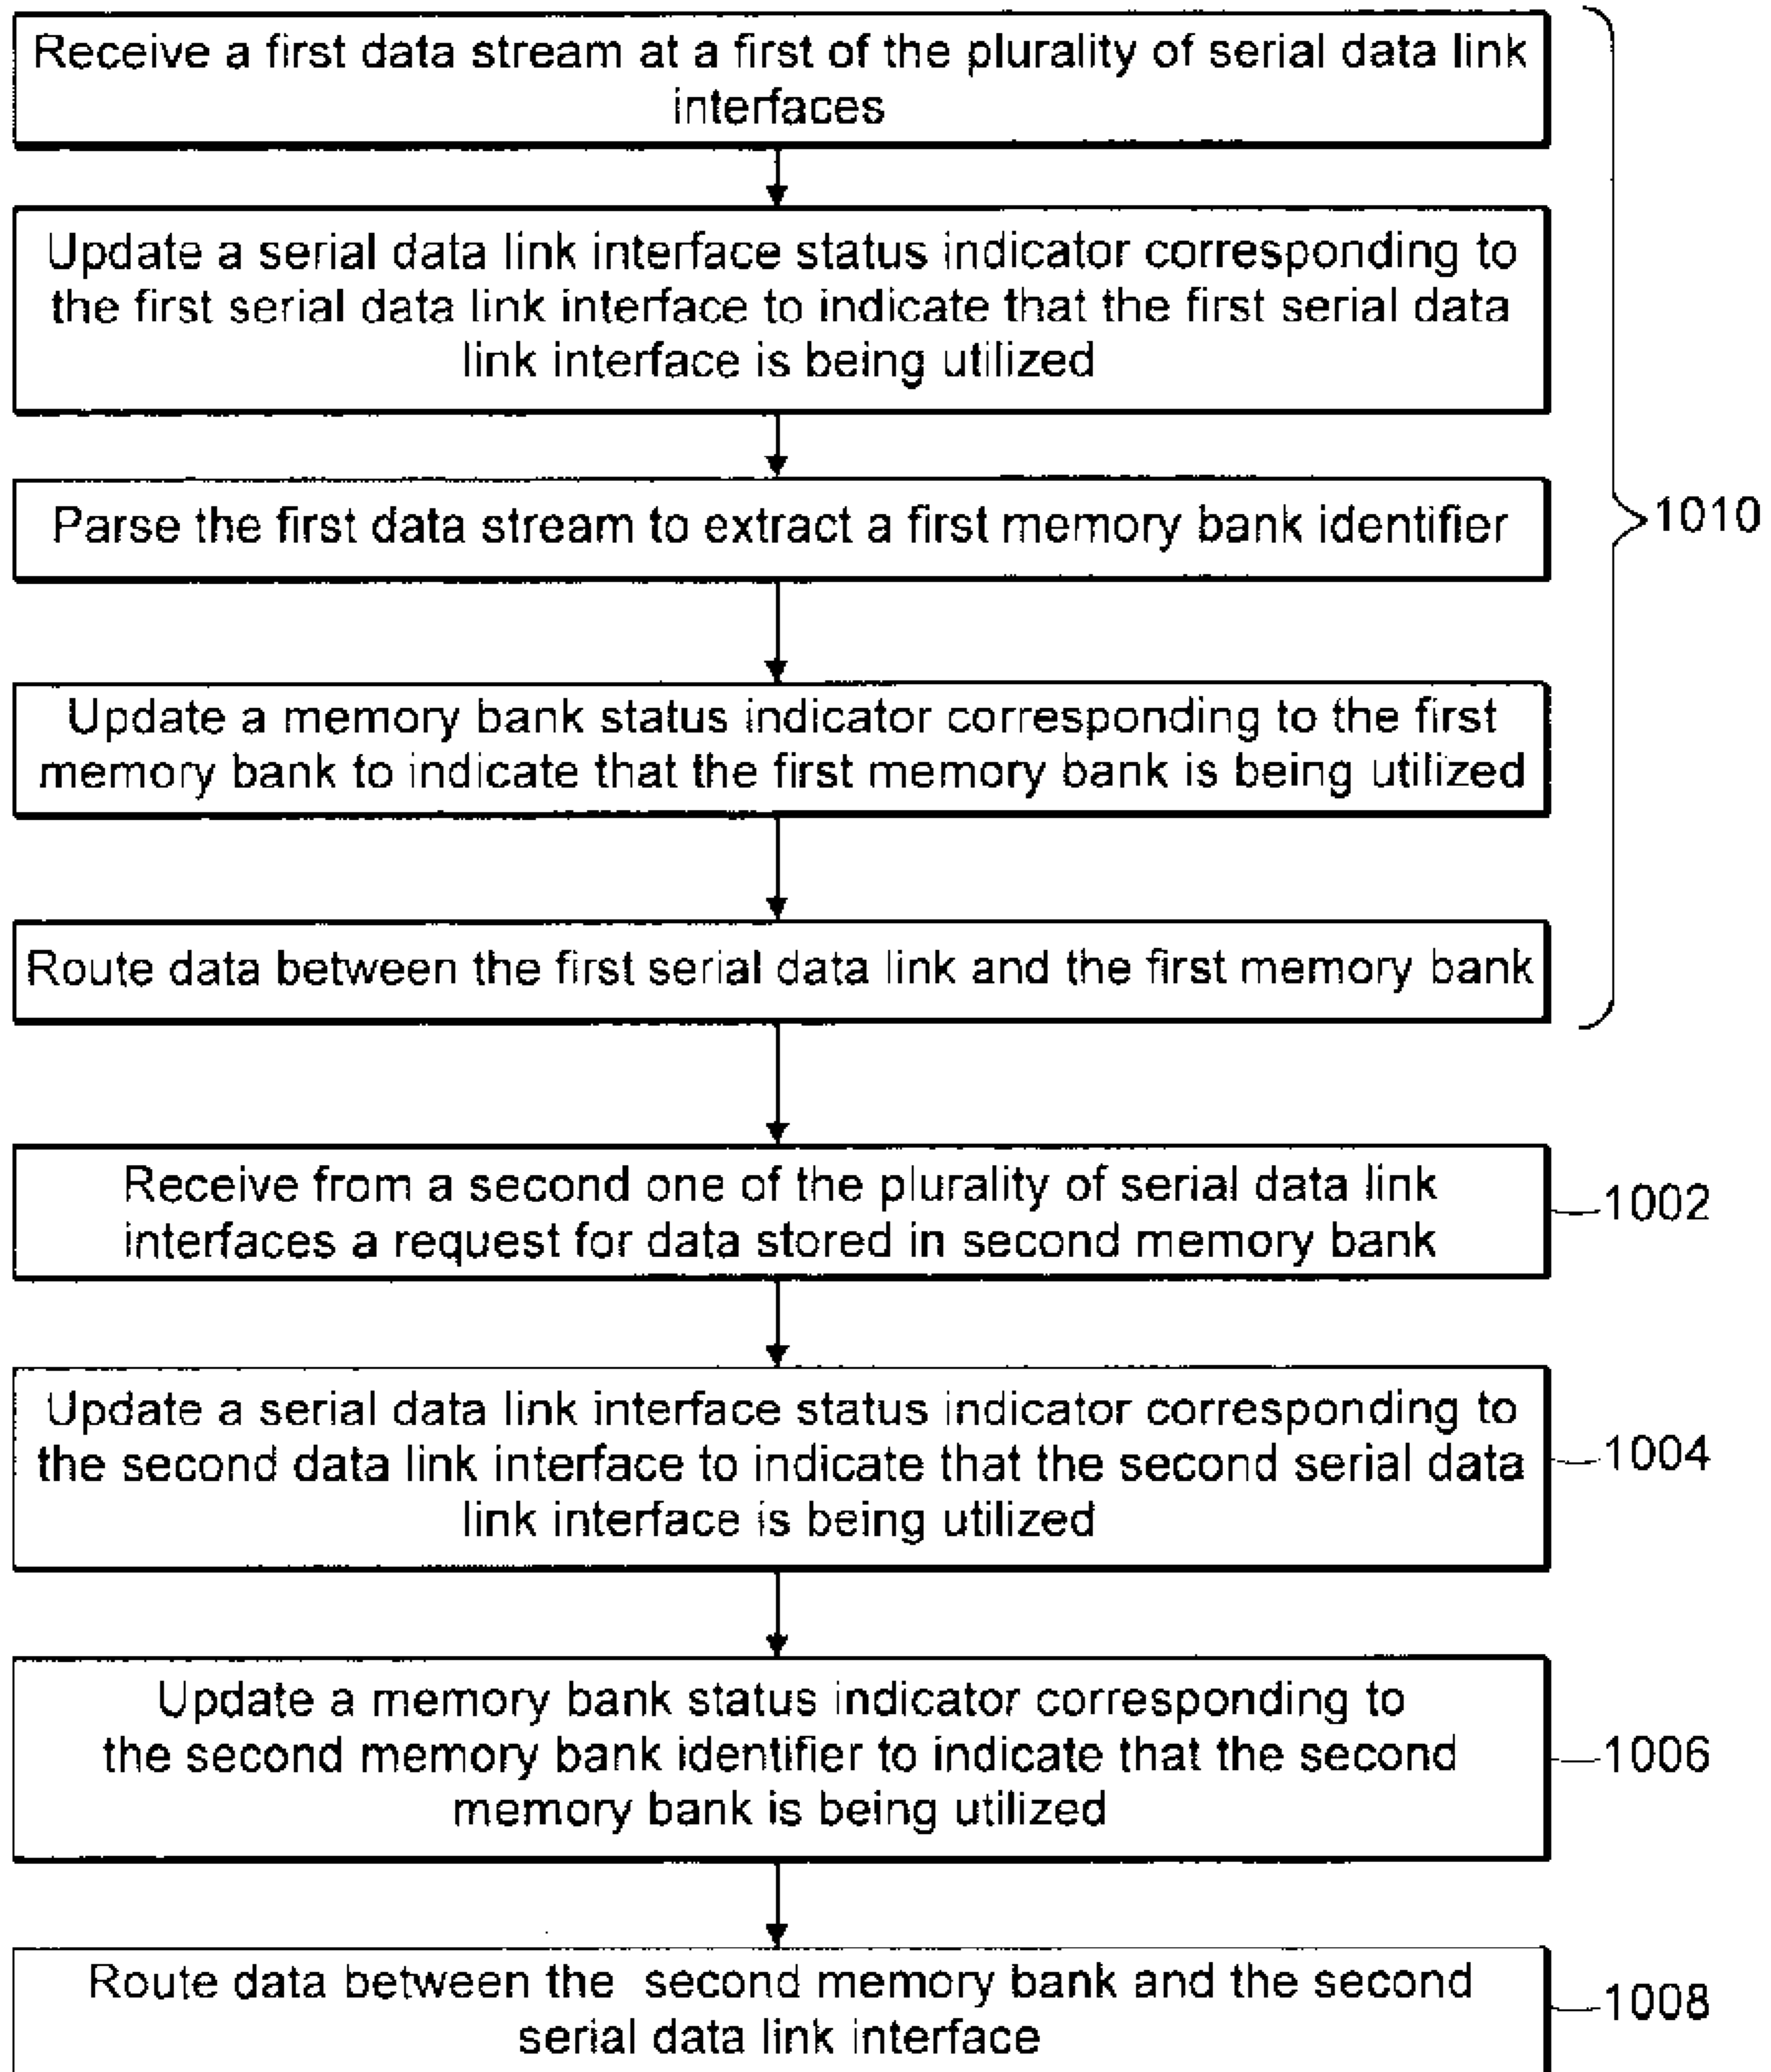 Receive a first data stream at a first of the plurality of serial data link
interfaces
Update a serial data link interface status indicator corresponding to
the first serial data link interface to indicate that the first serial data
link interface is being utilized
Parse the first data stream to extract a first memory bank identifier
1010
Update a memory bank status indicator corresponding to the first
memory bank to indicate that the first memory bank is being utilized
Route data between the first serial data link and the first memory bank
Receive from a second one of the plurality of serial data link
interfaces a request for data stored in second memory bank
1002
Update a serial data link interface status indicator corresponding to
the second data link interface to indicate that the second serial data
link interface is being utilized
1004
Update a memory bank status indicator corresponding to
the second memory bank identifier to indicate that the second
memory bank is being utilized
1006
Route data between the second memory bank and the second
serial data link interface
1008